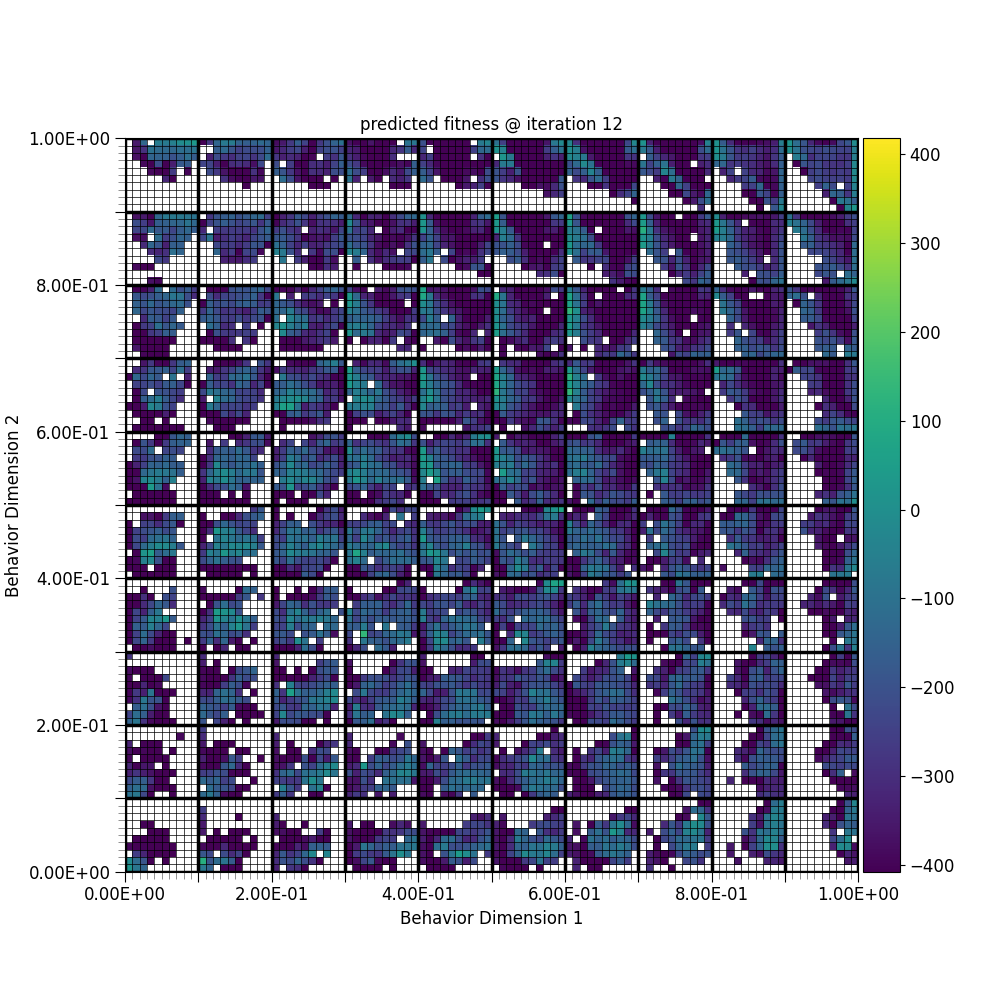 predicted fitness @ iteration 12
1.00E+00
8.00E-01
6.00E-01
4.00E-01
2.00E-01
0.00E+00
Behavior Dimension 2
0.00E+00 2.00E-01 4.00E-01 6.00E-01 8.00E-01 1.00E+00
Behavior Dimension 1
400
300
200
100
0
−100
−200
−300
−400